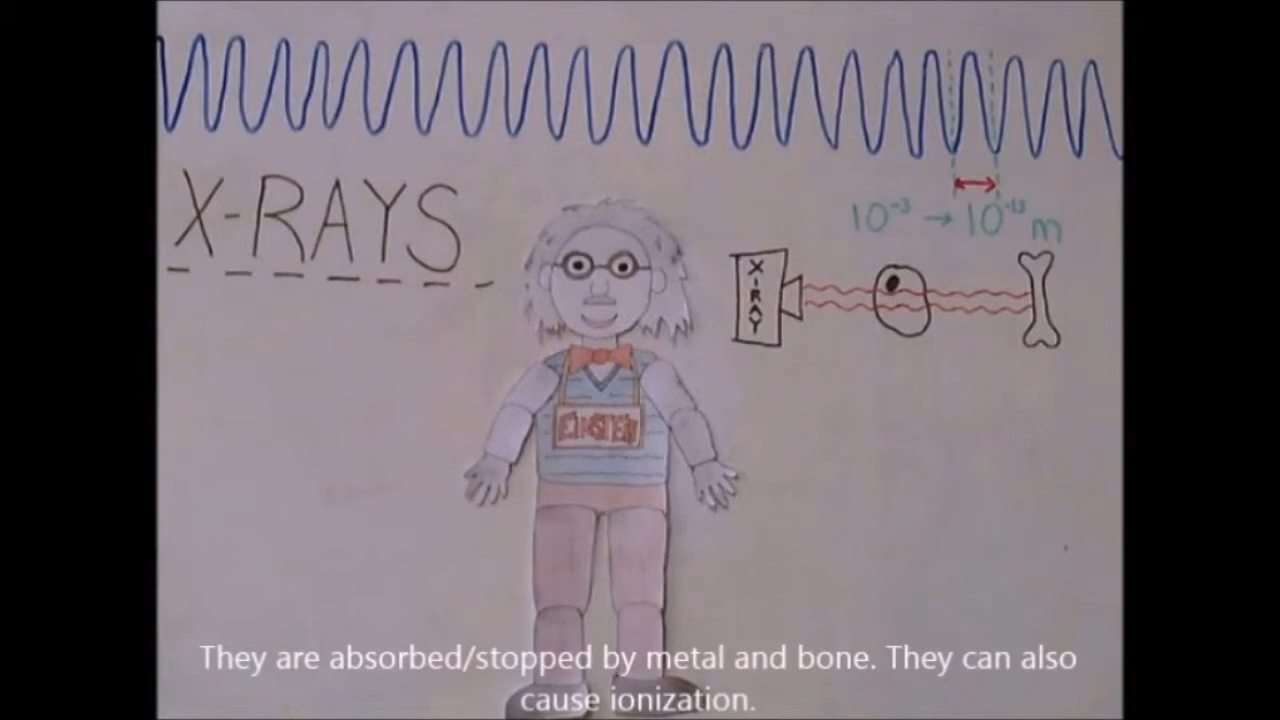 X-RAYS
10⁻³ → 10⁻¹³ m
X-RAY
EINSTEIN
They are absorbed/stopped by metal and bone. They can also
cause ionization.